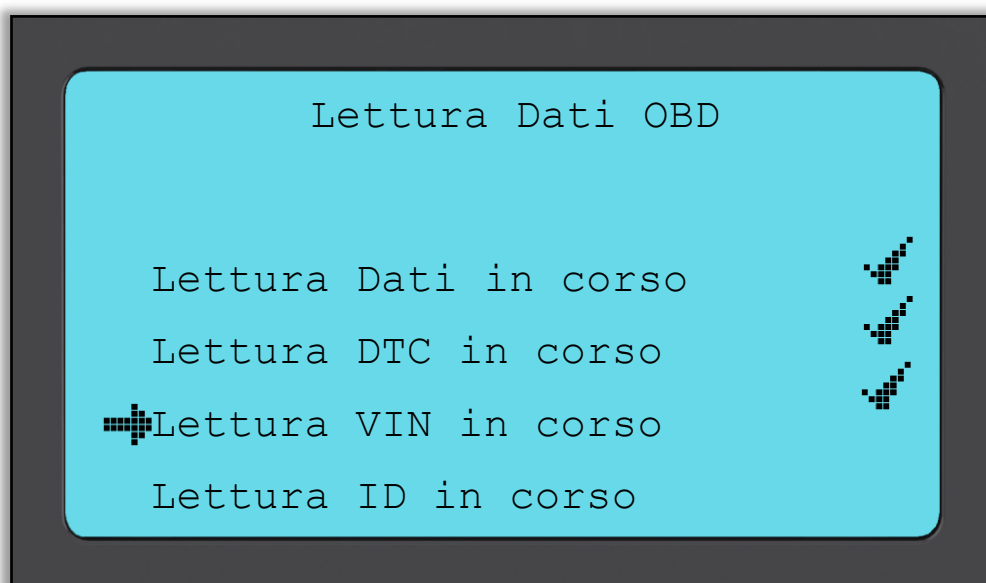 Lettura Dati OBD
Lettura Dati in corso
Lettura DTC in corso
Lettura VIN in corso
Lettura ID in corso